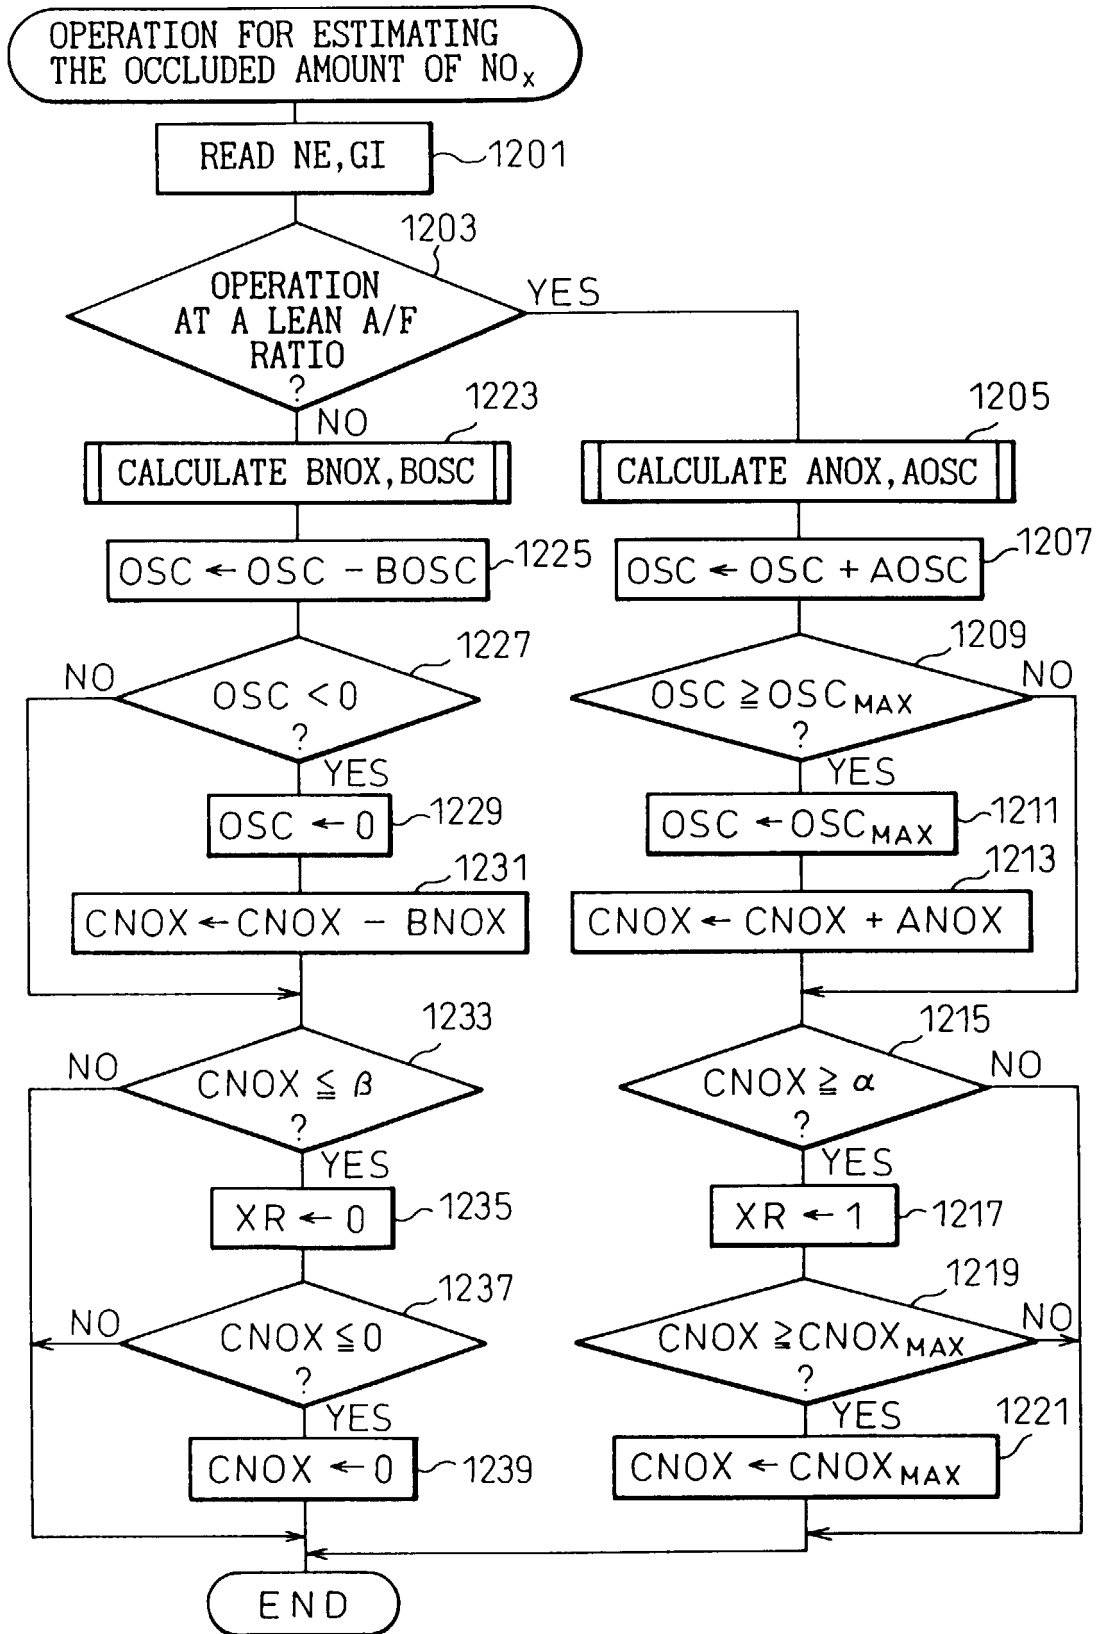 OPERATION FOR ESTIMATING
THE OCCLUDED AMOUNT OF NOx
READ NE,GI
1201
1203
OPERATION
AT A LEAN A/F
RATIO
?
YES
NO
1223
CALCULATE BNOX,BOSC
1205
CALCULATE ANOX,AOSC
OSC ← OSC - BOSC
1225
OSC ← OSC + AOSC
1207
1227
NO
OSC < 0
?
YES
1209
NO
OSC ≧ OSCMAX
?
YES
OSC ← 0
1229
OSC ← OSCMAX
1211
1231
CNOX ← CNOX - BNOX
1213
CNOX ← CNOX + ANOX
1233
NO
CNOX ≦ β
?
YES
1215
NO
CNOX ≧ α
?
YES
XR ← 0
1235
XR ← 1
1217
1237
NO
CNOX ≦ 0
?
YES
1219
NO
CNOX ≧ CNOXMAX
?
YES
CNOX ← 0
1239
1221
CNOX ← CNOXMAX
END